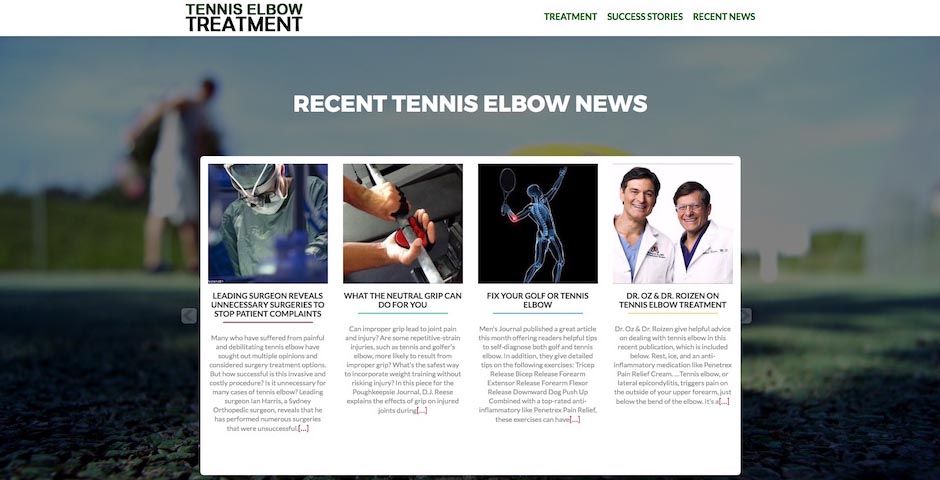 TENNIS ELBOW
TREATMENT
TREATMENT SUCCESS STORIES RECENT NEWS
RECENT TENNIS ELBOW NEWS
LEADING SURGEON REVEALS
UNNECESSARY SURGERIES TO
STOP PATIENT COMPLAINTS
Many who have suffered from painful
and debilitating tennis elbow have
sought out multiple opinions and
considered surgery treatment options.
But how successful is this invasive and
costly procedure? Is it unnecessary for
many cases of tennis elbow? Leading
surgeon Ian Harris, a Sydney
Orthopedic surgeon, reveals that he
has performed numerous surgeries
that were unsuccessful.[...]
WHAT THE NEUTRAL GRIP CAN
DO FOR YOU
Can improper grip lead to joint pain
and injury? Are some repetitive-strain
injuries, such as tennis and golfer's
elbow, more likely to result from
improper grip? What's the safest way
to incorporate weight training without
risking injury? In this piece for the
Poughkeepsie Journal, D.J. Reese
explains the effects of grip on injured
joints during[...]
FIX YOUR GOLF OR TENNIS
ELBOW
Men's Journal published a great article
this month offering readers helpful tips
to self-diagnose both golf and tennis
elbow. In addition, they give detailed
tips on the following exercises: Tricep
Release Bicep Release Forearm
Extensor Release Forearm Flexor
Release Downward Dog Push Up
Combined with a top-rated anti-
inflammatory like Penetrex Pain Relief,
these exercises can have[...]
DR. OZ & DR. ROIZEN ON
TENNIS ELBOW TREATMENT
Dr. Oz & Dr. Roizen give helpful advice
on dealing with tennis elbow in this
recent publication, which is included
below. Rest, ice, and an anti-
inflammatory medication like Penetrex
Pain Relief Cream. ...Tennis elbow, or
lateral epicondylitis, triggers pain on
the outside of your upper forearm, just
below the bend of the elbow. It's a[...]